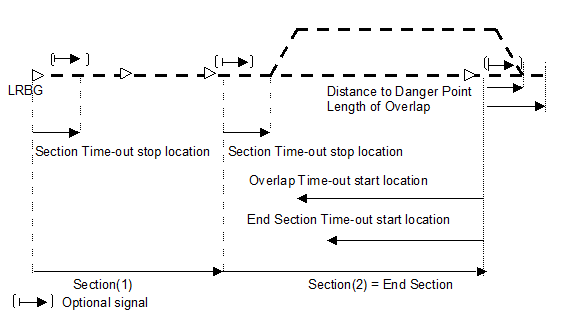 LRBG
Distance to Danger Point
Length of Overlap
Section Time-out stop location
Section Time-out stop location
Overlap Time-out start location
End Section Time-out start location
Section(1)
Section(2) = End Section
Optional signal